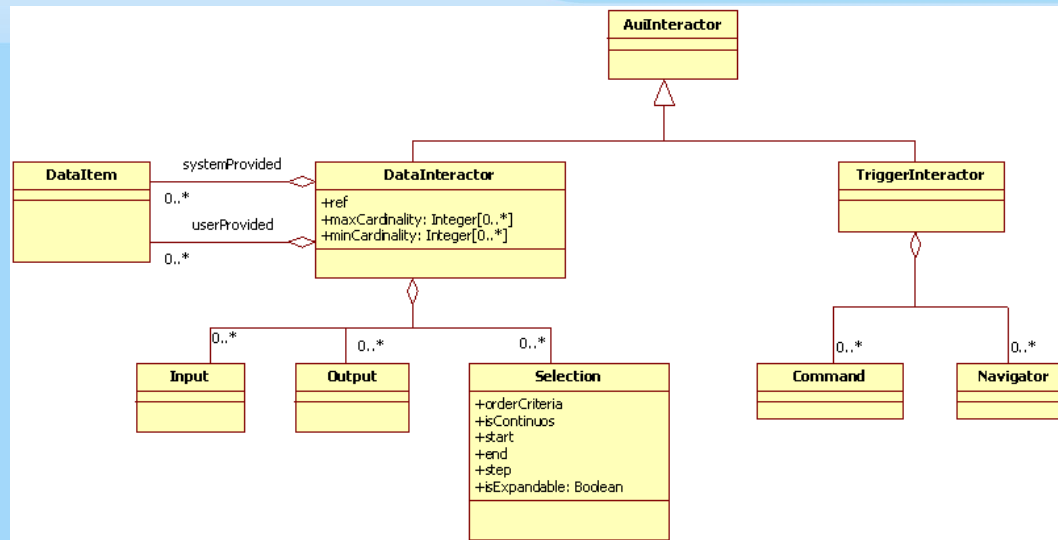 AuiInteractor
systemProvided
DataItem
DataInteractor
TriggerInteractor
0..*
+ref
+maxCardinality: Integer[0..*]
userProvided
+minCardinality: Integer[0..*]
0..*
0..*
0..*
0..*
0..*
0..*
Input
Output
Selection
Command
Navigator
+orderCriteria
+isContinuos
+start
+end
+step
+isExpandable: Boolean